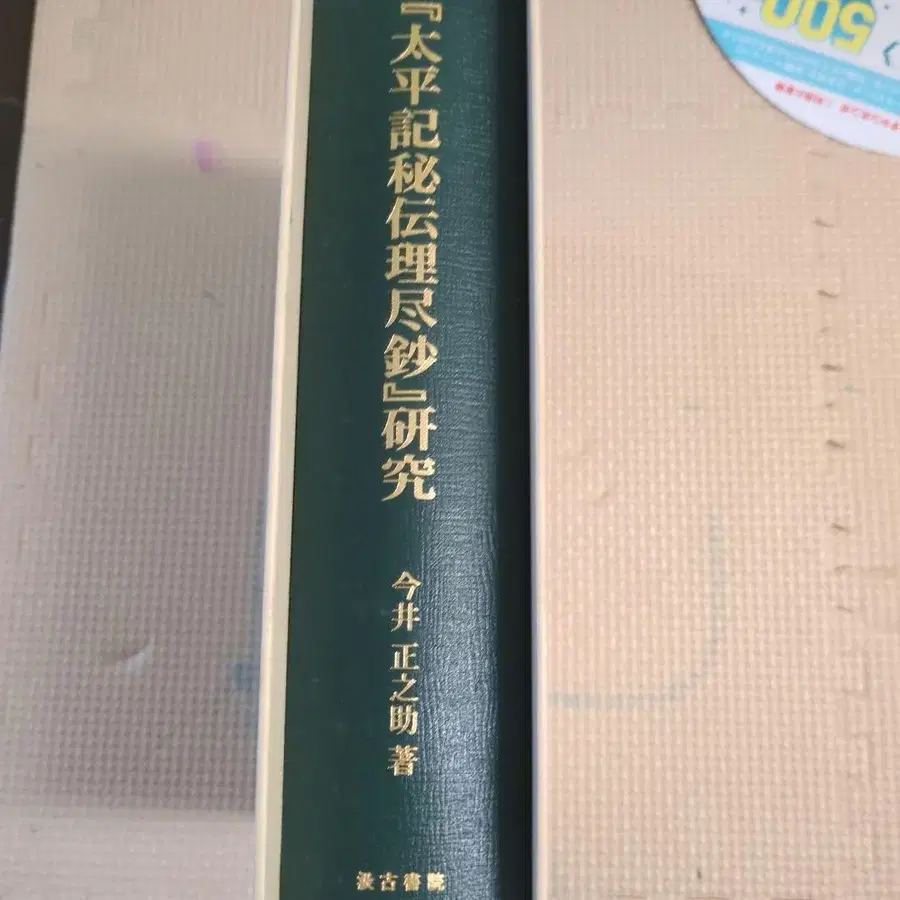 『太平記秘伝理尽鈔』研究
今井 正之助 著
汲古書院
500